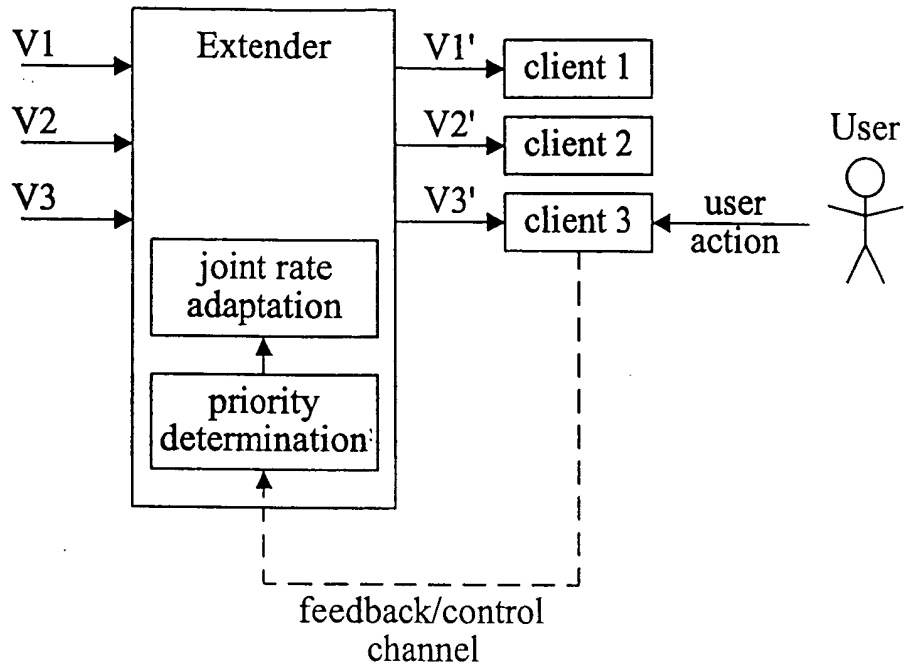 V1
Extender
V1'
client 1
V2
V2'
client 2
User
V3
V3'
client 3
user
action
joint rate
adaptation
priority
determination
feedback/control
channel